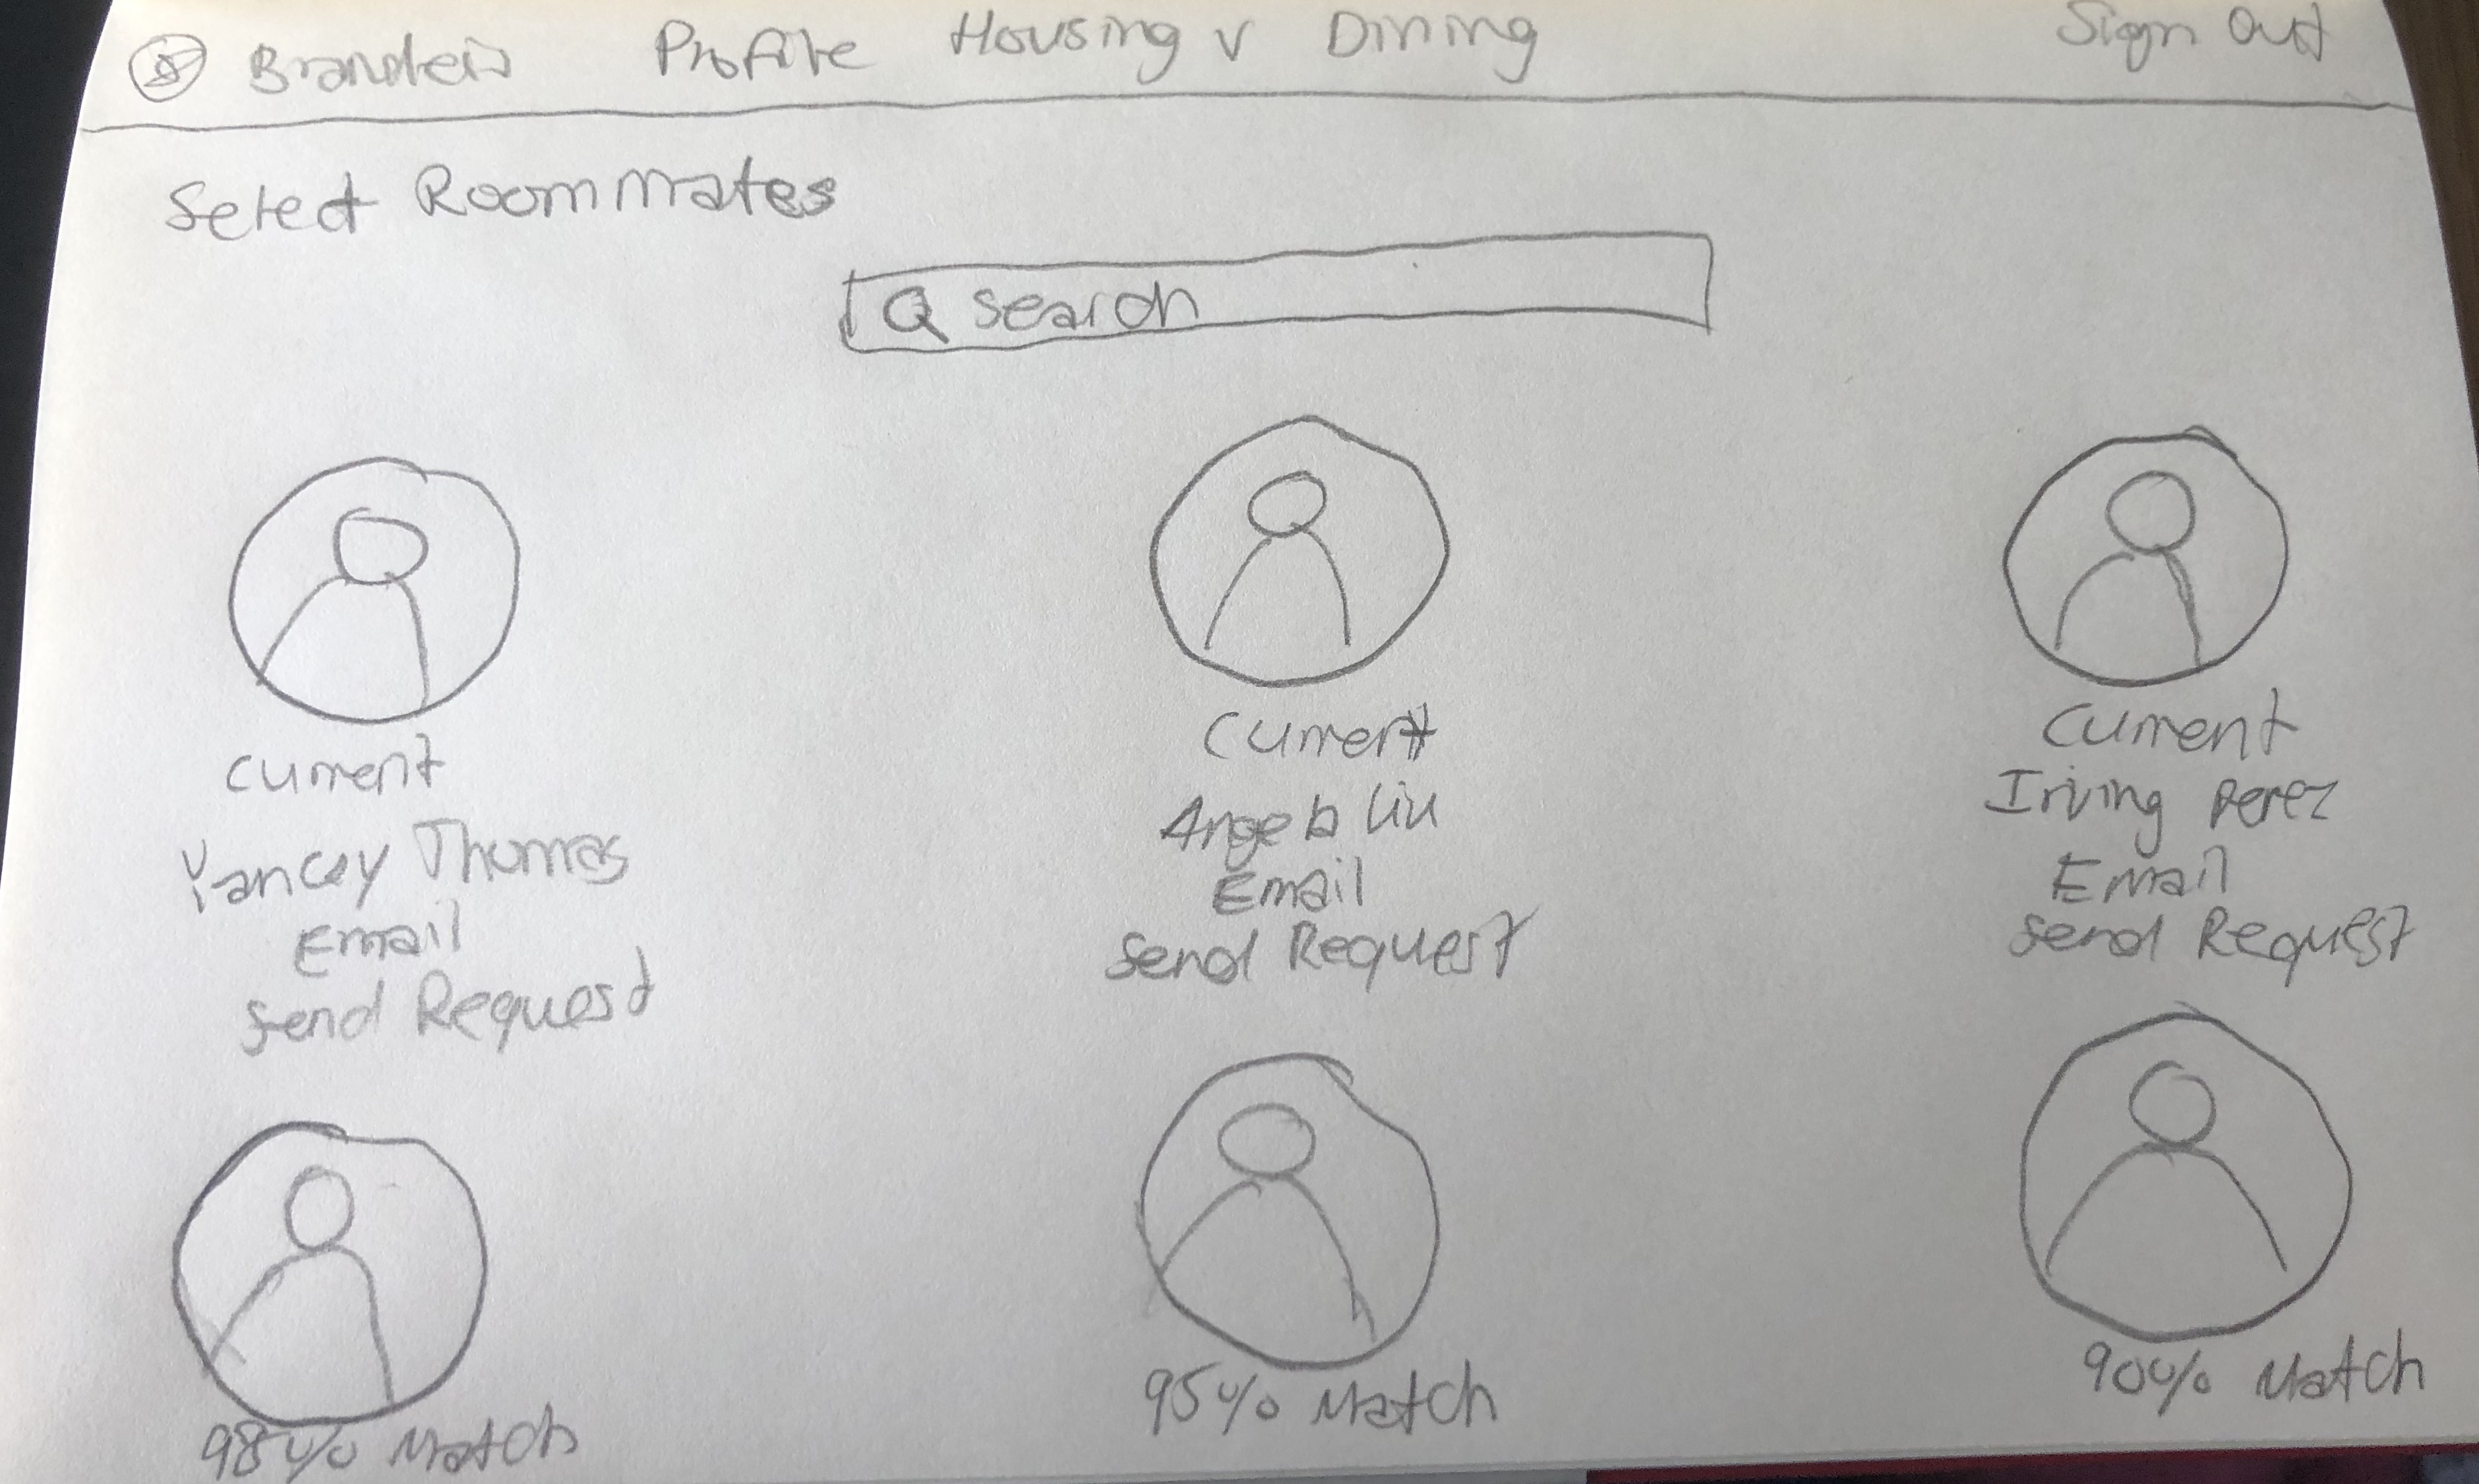 Brandeis Profile Housing v Dining Sign Out
Select Roommates
Search
Current
Current
Current
Yancey Thomas
Angela Liu
Irving Perez
Email
Email
Email
Send Request
Send Request
Send Request
98% Match
95% Match
90% Match